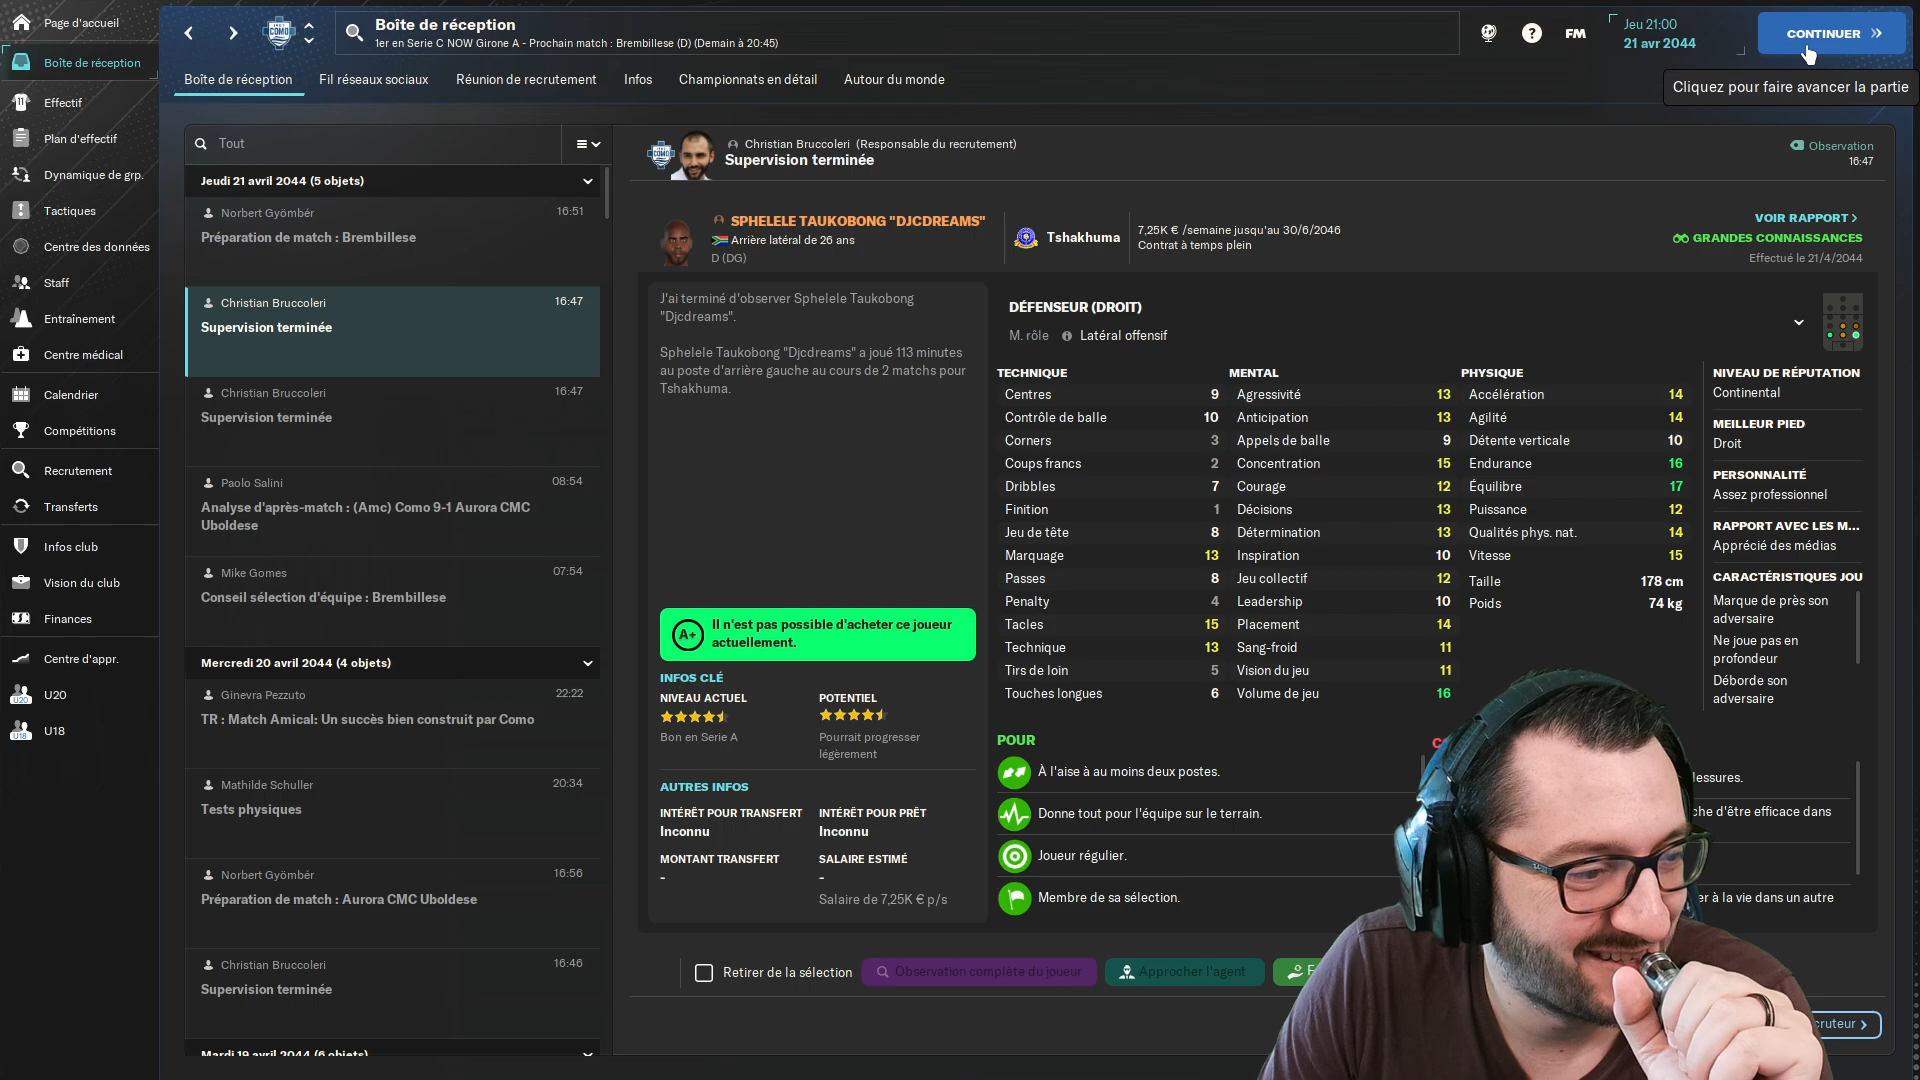 Page d'accueil
Boîte de réception
Effectif
Plan d'effectif
Dynamique de grp.
Tactiques
Centre des données
Staff
Entraînement
Centre médical
Calendrier
Compétitions
Recrutement
Transferts
Infos club
Vision du club
Finances
Centre d'appr.
U20
U18
Boîte de réception
1er en Serie C NOW Girone A - Prochain match : Brembillese (D) (Demain à 20:45)
FM
Jeu 21:00
21 avr 2044
CONTINUER
Cliquez pour faire avancer la partie
Boîte de réception
Fil réseaux sociaux
Réunion de recrutement
Infos
Championnats en détail
Autour du monde
Tout
Jeudi 21 avril 2044 (5 objets)
Norbert Gyömbér 16:51
Préparation de match : Brembillese
Christian Bruccoleri 16:47
Supervision terminée
Christian Bruccoleri 16:47
Supervision terminée
Paolo Salini 08:54
Analyse d'après-match : (Amc) Como 9-1 Aurora CMC
Uboldese
Mike Gomes 07:54
Conseil sélection d'équipe : Brembillese
Mercredi 20 avril 2044 (4 objets)
Ginevra Pezzuto 22:22
TR : Match Amical: Un succès bien construit par Como
Mathilde Schuller 20:34
Tests physiques
Norbert Gyömbér 16:56
Préparation de match : Aurora CMC Uboldese
Christian Bruccoleri 16:46
Supervision terminée
Mardi 19 avril 2044 (6 objets)
Christian Bruccoleri (Responsable du recrutement)
Supervision terminée
Observation
16:47
SPHELELE TAUKOBONG "DJCDREAMS"
Arrière latéral de 26 ans
D (DG)
Tshakhuma
7,25K € /semaine jusqu'au 30/6/2046
Contrat à temps plein
VOIR RAPPORT >
GRANDES CONNAISSANCES
Effectué le 21/4/2044
J'ai terminé d'observer Sphelele Taukobong
"Djcdreams".
Sphelele Taukobong "Djcdreams" a joué 113 minutes
au poste d'arrière gauche au cours de 2 matchs pour
Tshakhuma.
A+
Il n'est pas possible d'acheter ce joueur
actuellement.
INFOS CLÉ
NIVEAU ACTUEL
Bon en Serie A
POTENTIEL
Pourrait progresser
légèrement
AUTRES INFOS
INTÉRÊT POUR TRANSFERT
Inconnu
INTÉRÊT POUR PRÊT
Inconnu
MONTANT TRANSFERT
-
SALAIRE ESTIMÉ
-
Salaire de 7,25K € p/s
DÉFENSEUR (DROIT)
M. rôle Latéral offensif
TECHNIQUE
Centres 9
Contrôle de balle 10
Corners 3
Coups francs 2
Dribbles 7
Finition 1
Jeu de tête 8
Marquage 13
Passes 8
Penalty 4
Tacles 15
Technique 13
Tirs de loin 5
Touches longues 6
MENTAL
Agressivité 13
Anticipation 13
Appels de balle 9
Concentration 15
Courage 12
Décisions 13
Détermination 13
Inspiration 10
Jeu collectif 12
Leadership 10
Placement 14
Sang-froid 11
Vision du jeu 11
Volume de jeu 16
PHYSIQUE
Accélération 14
Agilité 14
Détente verticale 10
Endurance 16
Équilibre 17
Puissance 12
Qualités phys. nat. 14
Vitesse 15
Taille 178 cm
Poids 74 kg
NIVEAU DE RÉPUTATION
Continental
MEILLEUR PIED
Droit
PERSONNALITÉ
Assez professionnel
RAPPORT AVEC LES M...
Apprécié des médias
CARACTÉRISTIQUES JOU
Marque de près son
adversaire
Ne joue pas en
profondeur
Déborde son
adversaire
POUR
À l'aise à au moins deux postes.
Donne tout pour l'équipe sur le terrain.
Joueur régulier.
Membre de sa sélection.
d'être efficace dans
à la vie dans un autre
Retirer de la sélection
Observation complète du joueur
Approcher l'agent